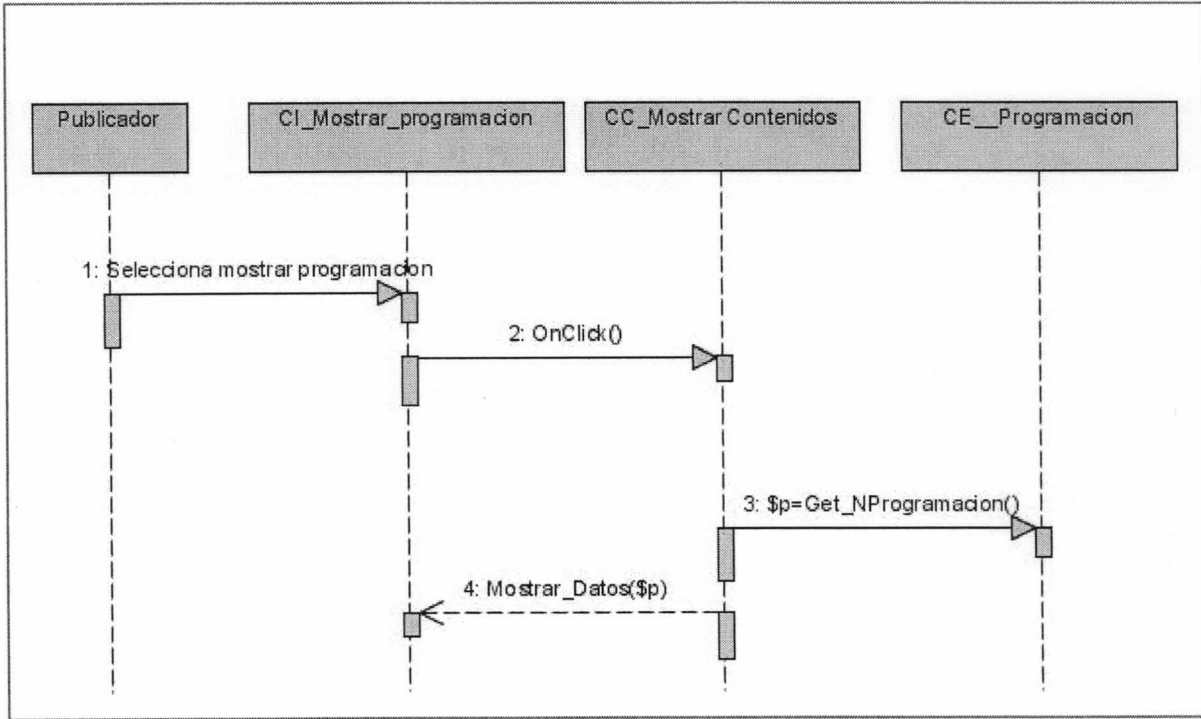 Publicador
CI_Mostrar_programacion
CC_Mostrar Contenidos
CE__Programacion
1: Selecciona mostrar programacion
2: OnClick()
3: $p=Get_NProgramacion()
4: Mostrar_Datos($p)